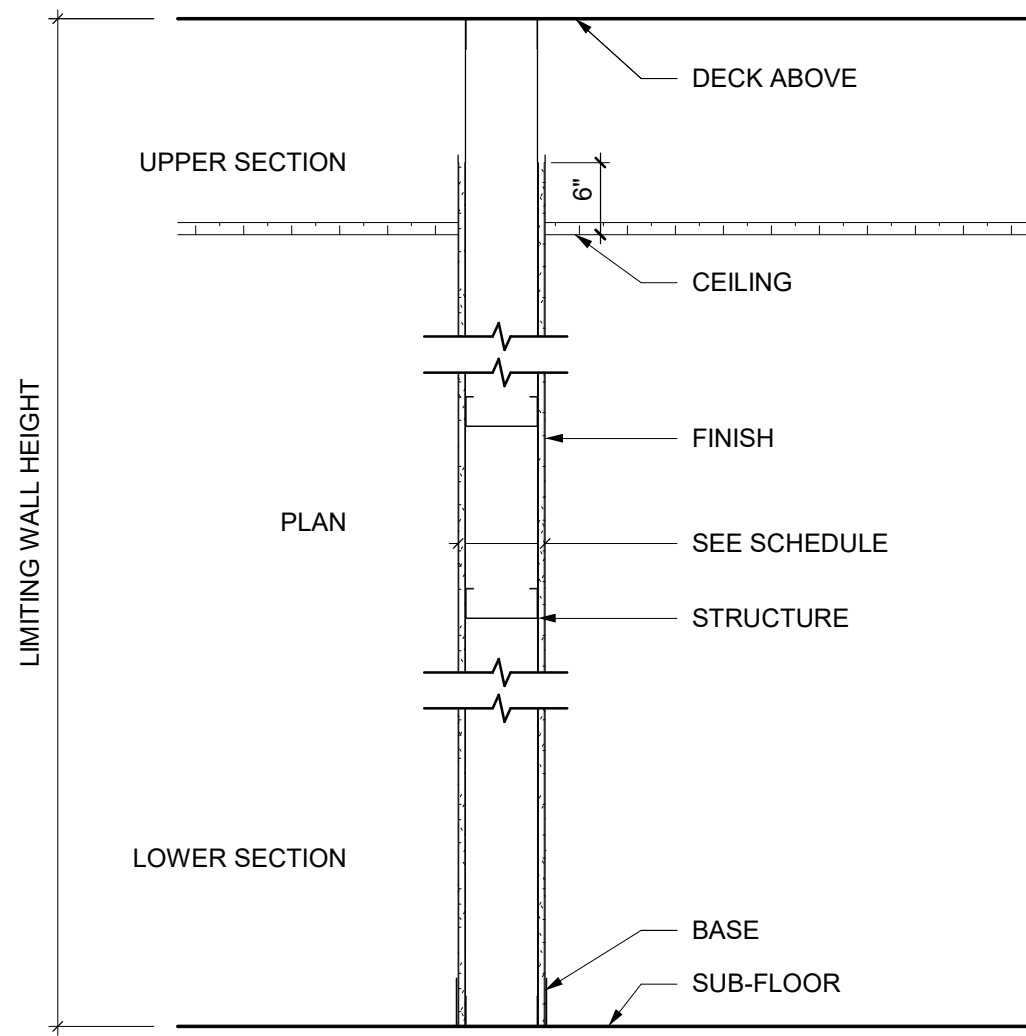 DECK ABOVE
UPPER SECTION
6"
CEILING
LIMITING WALL HEIGHT
FINISH
PLAN
SEE SCHEDULE
STRUCTURE
LOWER SECTION
BASE
SUB-FLOOR